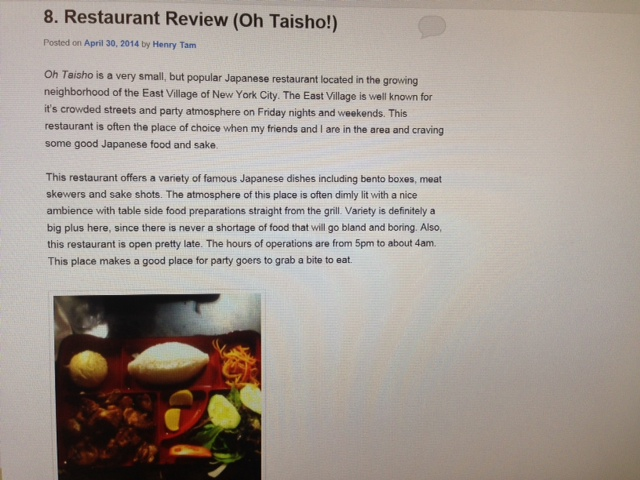 8. Restaurant Review (Oh Taisho!)
Posted on April 30, 2014 by Henry Tam
Oh Taisho is a very small, but popular Japanese restaurant located in the growing
neighborhood of the East Village of New York City. The East Village is well known for
it's crowded streets and party atmosphere on Friday nights and weekends. This
restaurant is often the place of choice when my friends and I are in the area and craving
some good Japanese food and sake.
This restaurant offers a variety of famous Japanese dishes including bento boxes, meat
skewers and sake shots. The atmosphere of this place is often dimly lit with a nice
ambience with table side food preparations straight from the grill. Variety is definitely a
big plus here, since there is never a shortage of food that will go bland and boring. Also,
this restaurant is open pretty late. The hours of operations are from 5pm to about 4am.
This place makes a good place for party goers to grab a bite to eat.